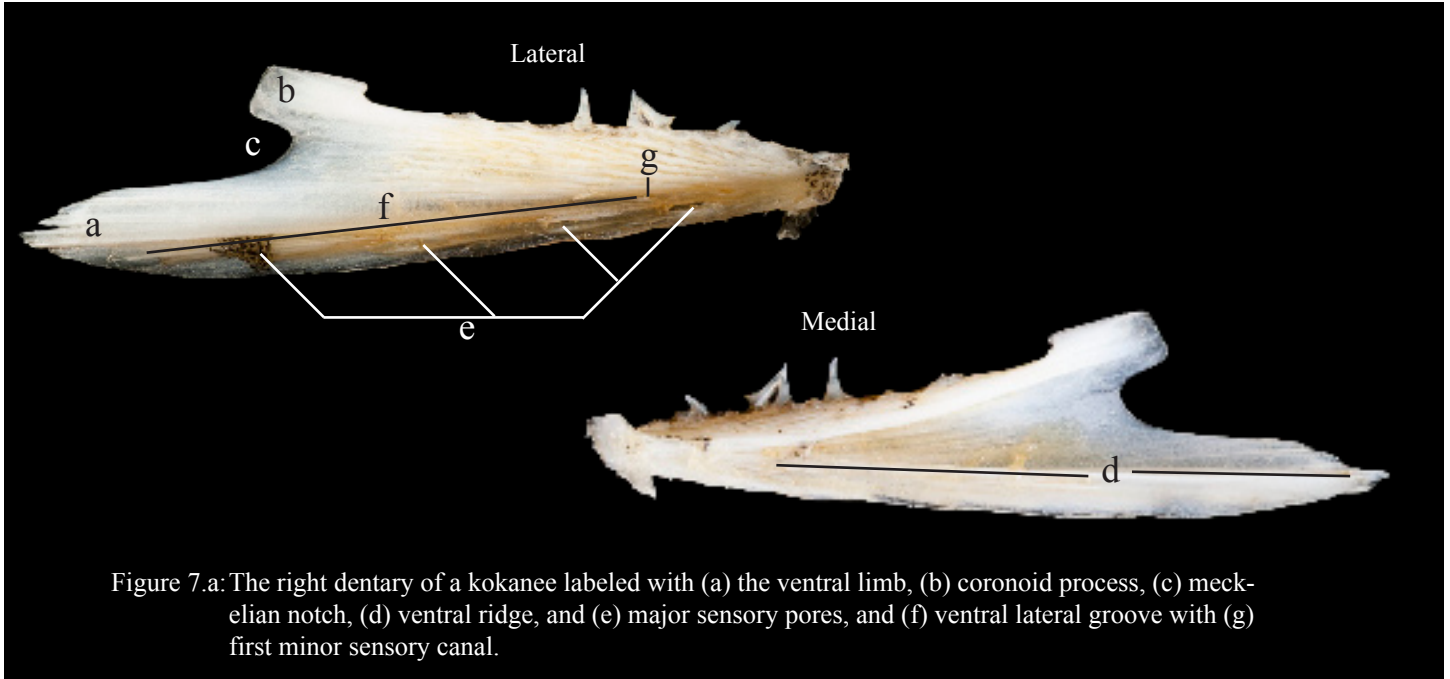 Lateral
b
c
g
f
a
e
Medial
d
Figure 7.a: The right dentary of a kokanee labeled with (a) the ventral limb, (b) coronoid process, (c) meck-
elian notch, (d) ventral ridge, and (e) major sensory pores, and (f) ventral lateral groove with (g)
first minor sensory canal.